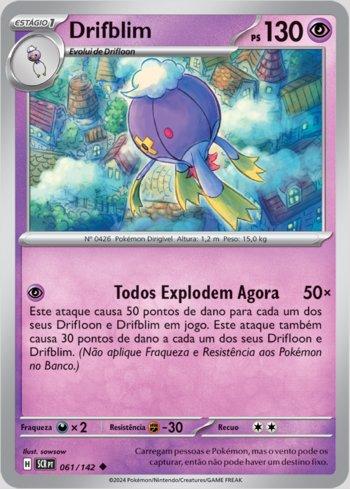 ESTÁGIO 1
Drifblim
PS 130
Evolui de Drifloon
Nº 0426 Pokémon Dirigível Altura: 1,2 m Peso: 15,0 kg
Todos Explodem Agora 50×
Este ataque causa 50 pontos de dano para cada um dos
seus Drifloon e Drifblim em jogo. Este ataque também
causa 30 pontos de dano a cada um dos seus Drifloon e
Drifblim. (Não aplique Fraqueza e Resistência aos Pokémon
no Banco.)
Fraqueza ×2 Resistência -30 Recuo
Ilust. sowsow
H SCR PT 061/142
Carregam pessoas e Pokémon, mas o vento pode os
capturar, então pode não haver um destino fixo.
©2024 Pokémon/Nintendo/Creatures/GAME FREAK